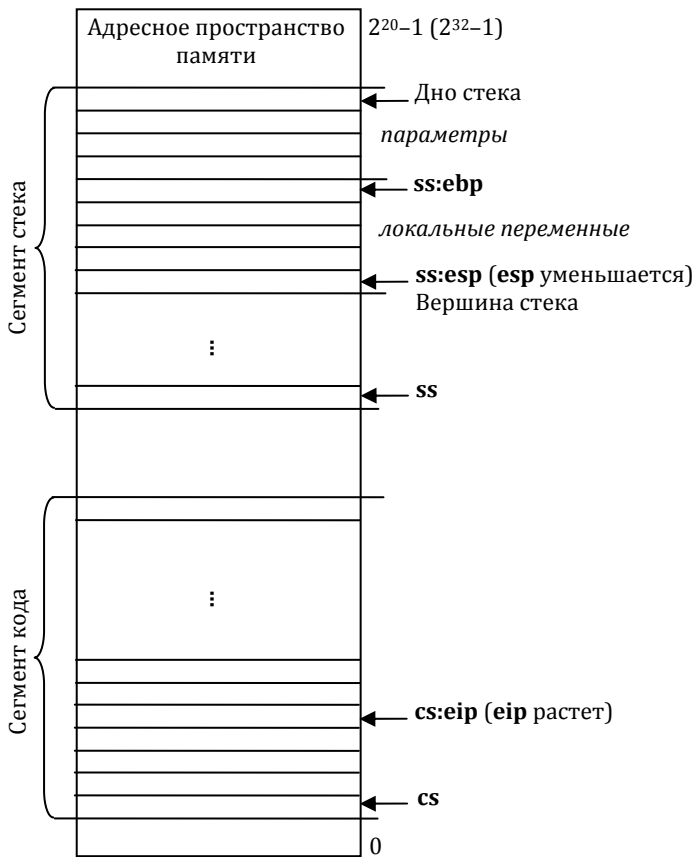 Адресное пространство
памяти
2²⁰–1 (2³²–1)
Дно стека
параметры
ss:ebp
локальные переменные
ss:esp (esp уменьшается)
Вершина стека
Сегмент стека
⋮
ss
Сегмент кода
⋮
cs:eip (eip растет)
cs
0